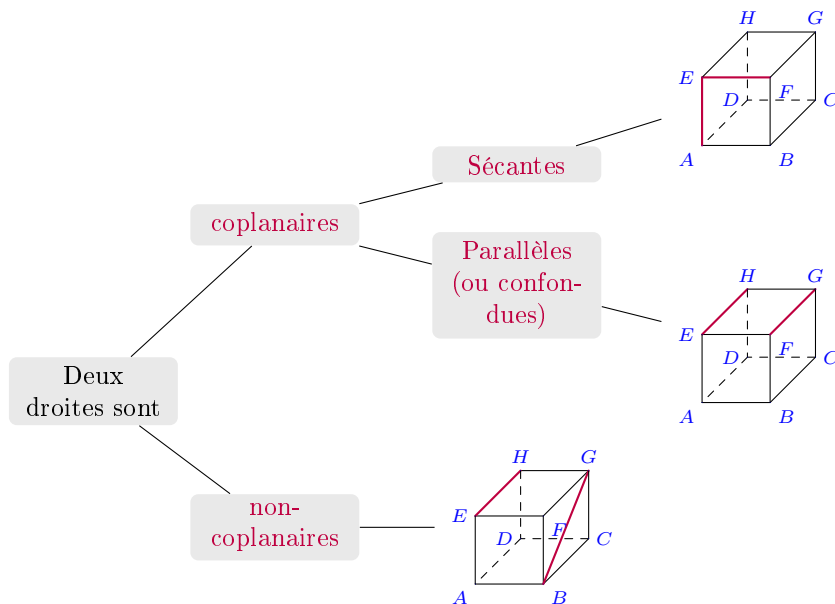 H G
E
D F C
A B
Sécantes
coplanaires
Parallèles
(ou confon-
dues)
H G
E
D F C
A B
Deux
droites sont
H G
E
D F C
A B
non-
coplanaires